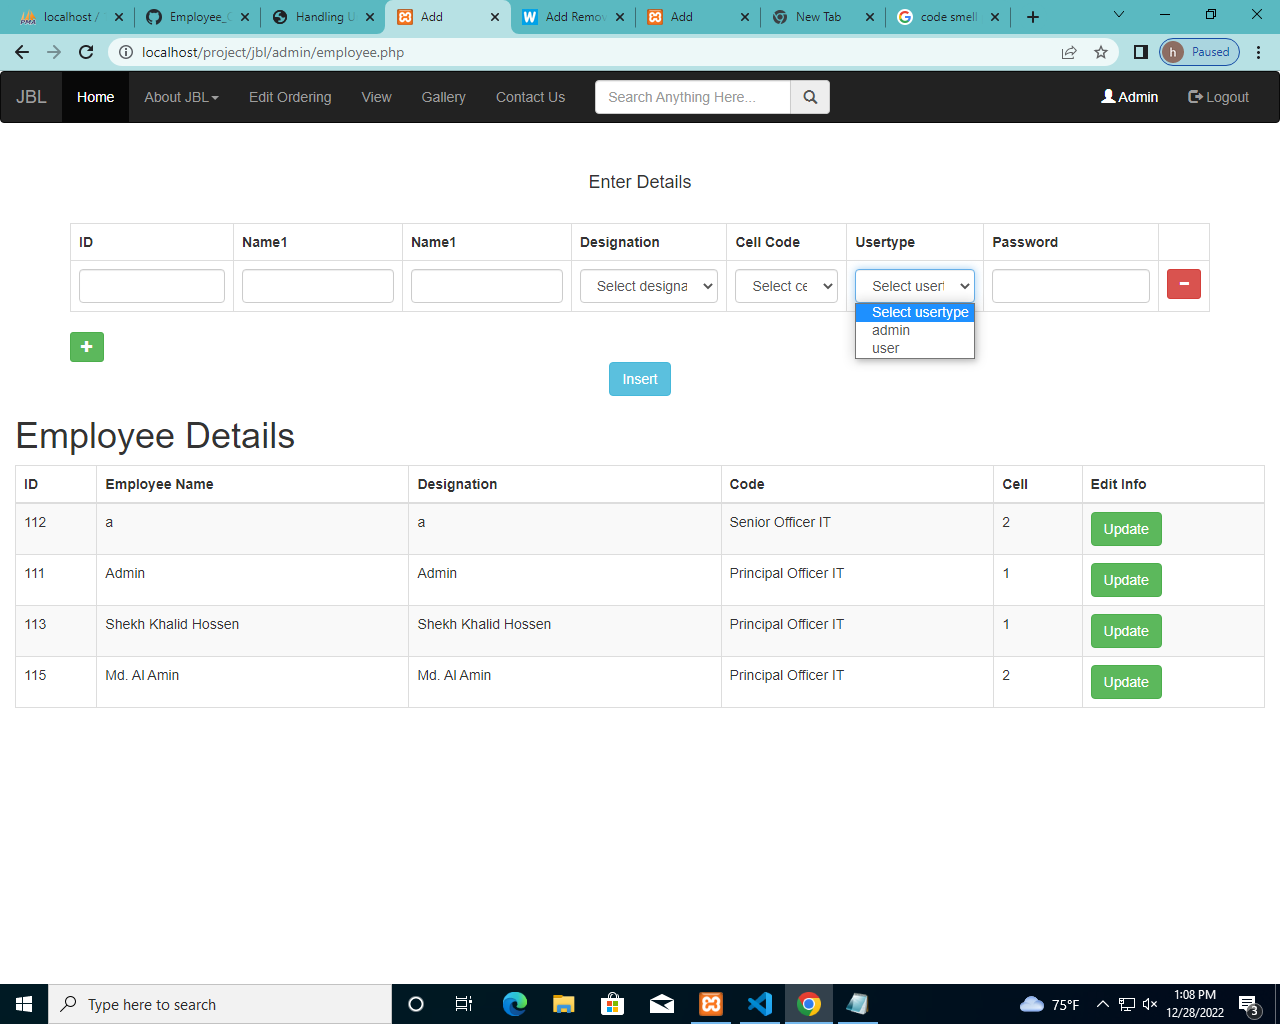 localhost /
Employee_
Handling U
Add
Add Remov
Add
New Tab
code smell
localhost/project/jbl/admin/employee.php
h Paused
JBL Home About JBL Edit Ordering View Gallery Contact Us Search Anything Here... Admin Logout
Enter Details
ID Name1 Name1 Designation Cell Code Usertype Password
Select designa Select ce Select usert
Select usertype
admin
user
Insert
Employee Details
ID Employee Name Designation Code Cell Edit Info
112 a a Senior Officer IT 2 Update
111 Admin Admin Principal Officer IT 1 Update
113 Shekh Khalid Hossen Shekh Khalid Hossen Principal Officer IT 1 Update
115 Md. Al Amin Md. Al Amin Principal Officer IT 2 Update
Type here to search
75°F
1:08 PM
12/28/2022
3